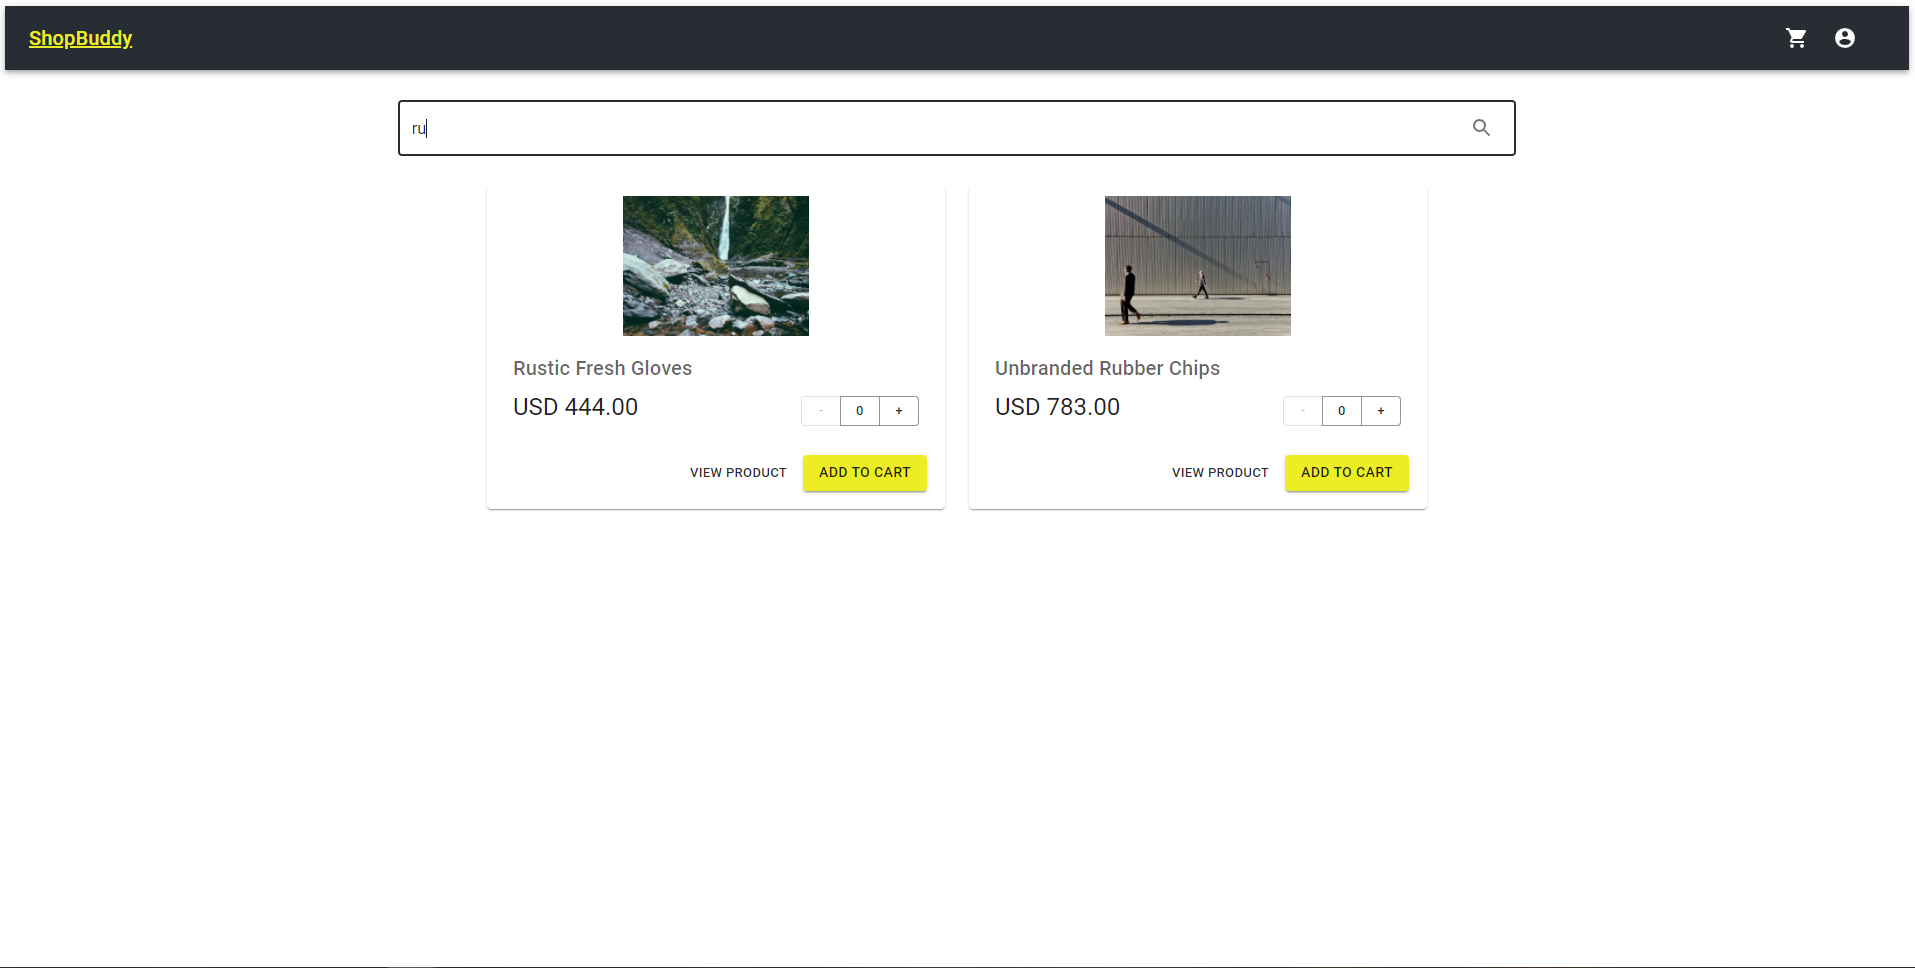 ShopBuddy
ru
Rustic Fresh Gloves
USD 444.00
- 0 +
VIEW PRODUCT ADD TO CART
Unbranded Rubber Chips
USD 783.00
- 0 +
VIEW PRODUCT ADD TO CART